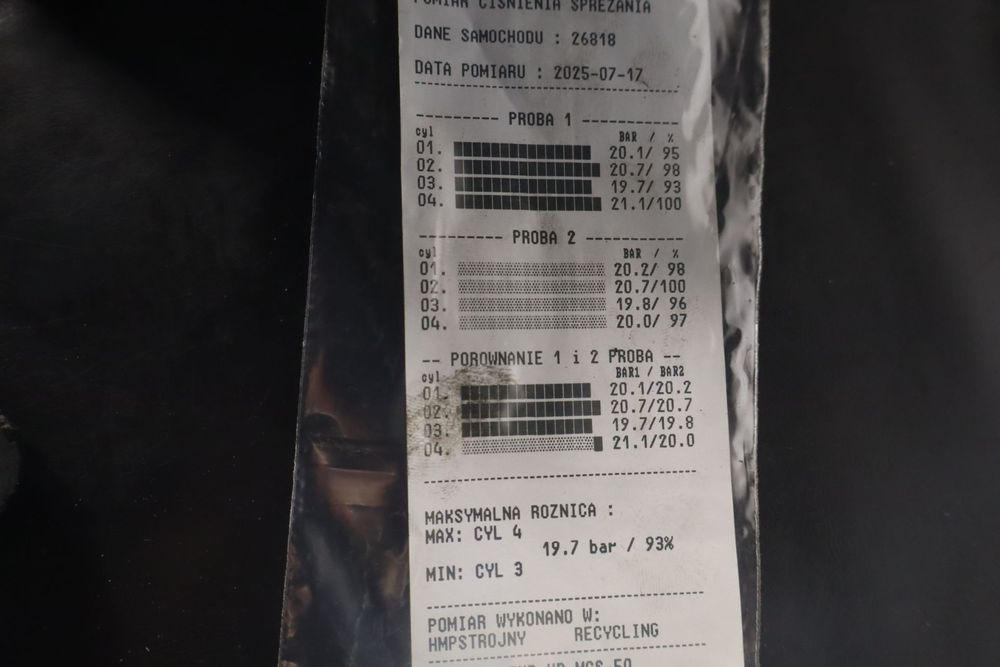 POMIAR CISNIENIA SPREZANIA
DANE SAMOCHODU : 26818
DATA POMIARU : 2025-07-17
---------- PROBA 1 ----------
cyl BAR / %
01. 20.1/ 95
02. 20.7/ 98
03. 19.7/ 93
04. 21.1/100
---------- PROBA 2 ----------
cyl BAR / %
01. 20.2/ 98
02. 20.7/100
03. 19.8/ 96
04. 20.0/ 97
-- POROWNANIE 1 i 2 PROBA --
cyl BAR1 / BAR2
01. 20.1/20.2
02. 20.7/20.7
03. 19.7/19.8
04. 21.1/20.0
MAKSYMALNA ROZNICA :
MAX: CYL 4
19.7 bar / 93%
MIN: CYL 3
POMIAR WYKONANO W:
HMPSTROJNY RECYCLING